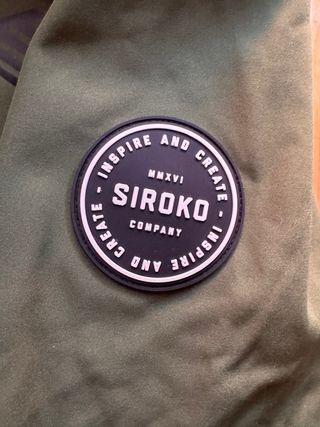 - INSPIRE AND CREATE - INSPIRE AND CREATE
MMXVI
SIROKO
COMPANY